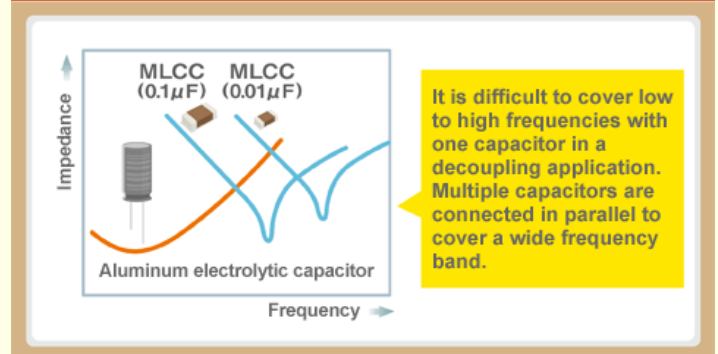 MLCC
(0.1µF)
MLCC
(0.01µF)
Impedance
Aluminum electrolytic capacitor
Frequency
It is difficult to cover low
to high frequencies with
one capacitor in a
decoupling application.
Multiple capacitors are
connected in parallel to
cover a wide frequency
band.